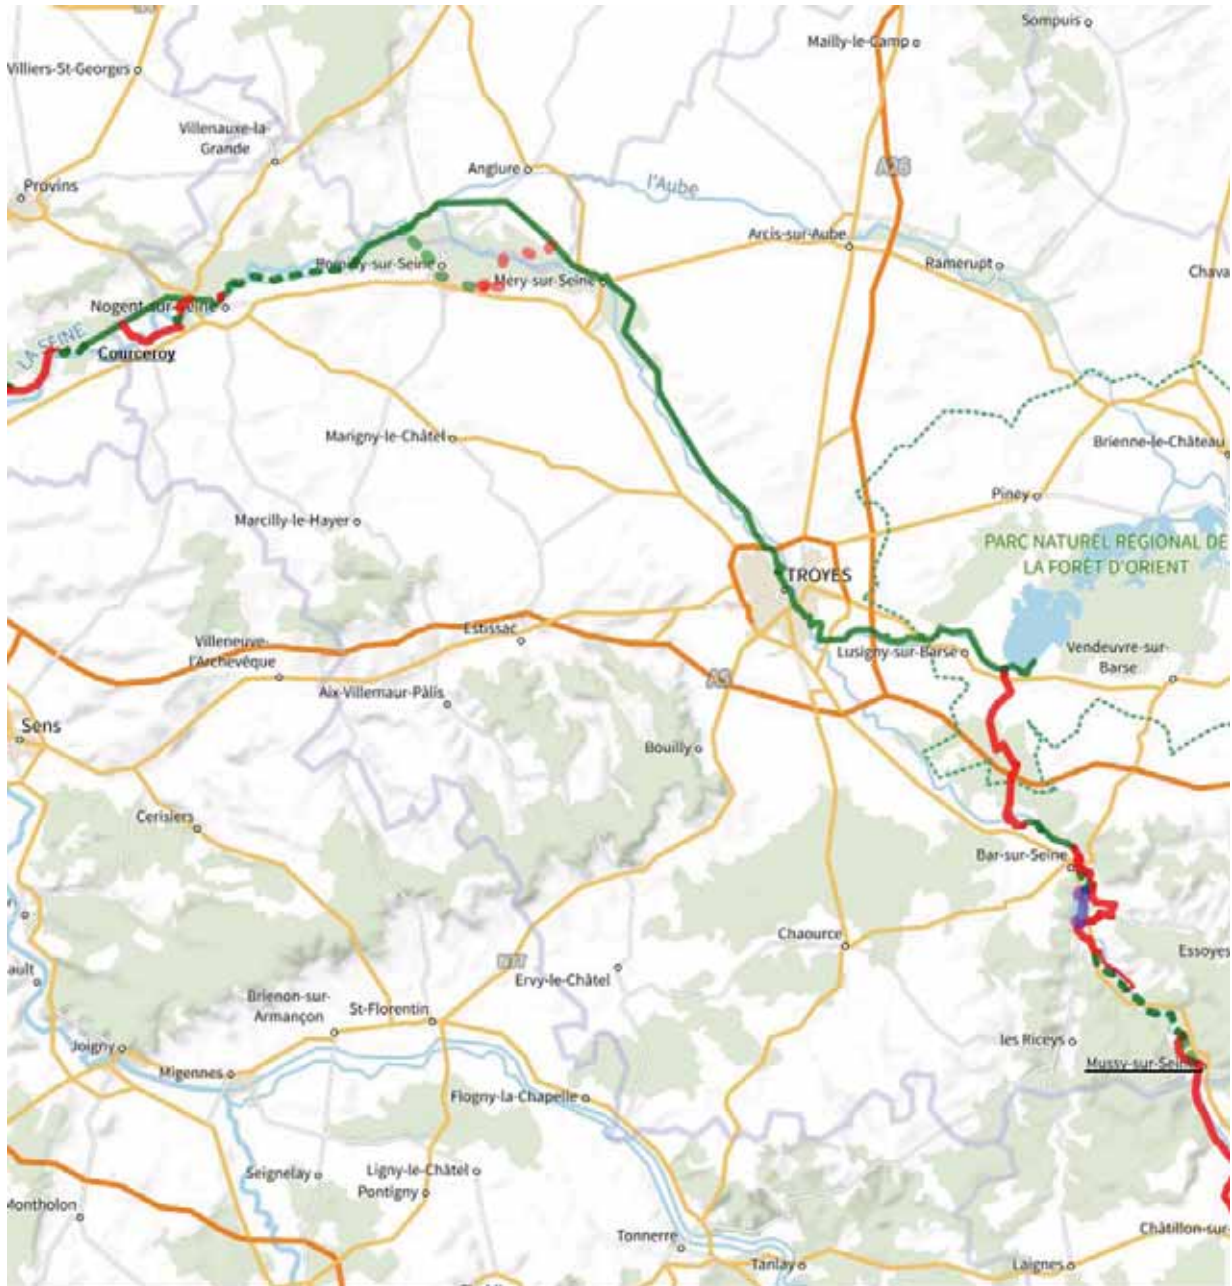 Sompuis
Mailly-le-Camp
Villiers-St-Georges
Villenauxe-la-
Grande
Anglure
Provins
l'Aube
A26
Arcis-sur-Aube
Ramerupt
Romilly-sur-Seine
Méry-sur-Seine
Nogent-sur-Seine
LA SEINE
Courceroy
Marigny-le-Châtel
Brienne-le-Château
Piney
Marcilly-le-Hayer
PARC NATUREL RÉGIONAL DE
LA FORÊT D'ORIENT
TROYES
Estissac
Villeneuve-
l'Archevêque
Lusigny-sur-Barse
Vendeuvre-sur-
Barse
A5
Aix-Villemaur-Pâlis
Sens
Bouilly
Cerisiers
Bar-sur-Seine
Chaource
Essoyes
N77
Ervy-le-Châtel
Brienon-sur-
Armançon
St-Florentin
Joigny
les Riceys
Migennes
Mussy-sur-Seine
Flogny-la-Chapelle
Seignelay
Ligny-le-Châtel
Pontigny
Montholon
Châtillon-sur-
Tonnerre
Tanlay
Laignes